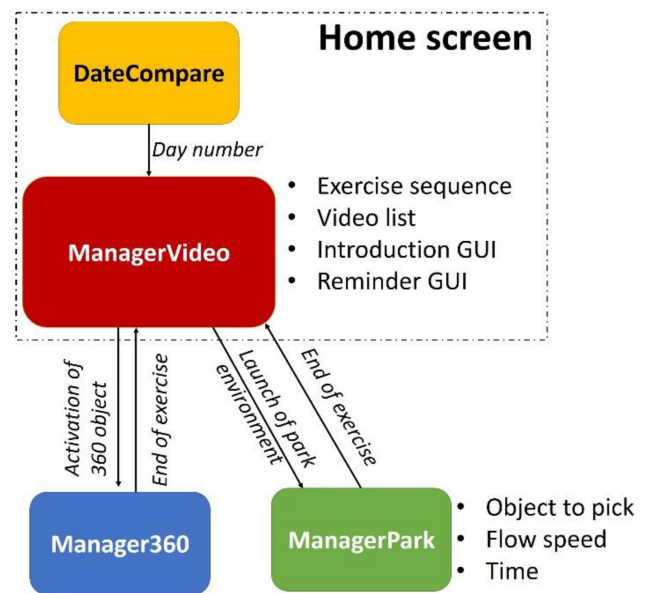 Home screen
DateCompare
Day number
ManagerVideo
• Exercise sequence
• Video list
• Introduction GUI
• Reminder GUI
Activation of
360 object
End of exercise
Launch of park
environment
End of exercise
Manager360
ManagerPark
• Object to pick
• Flow speed
• Time